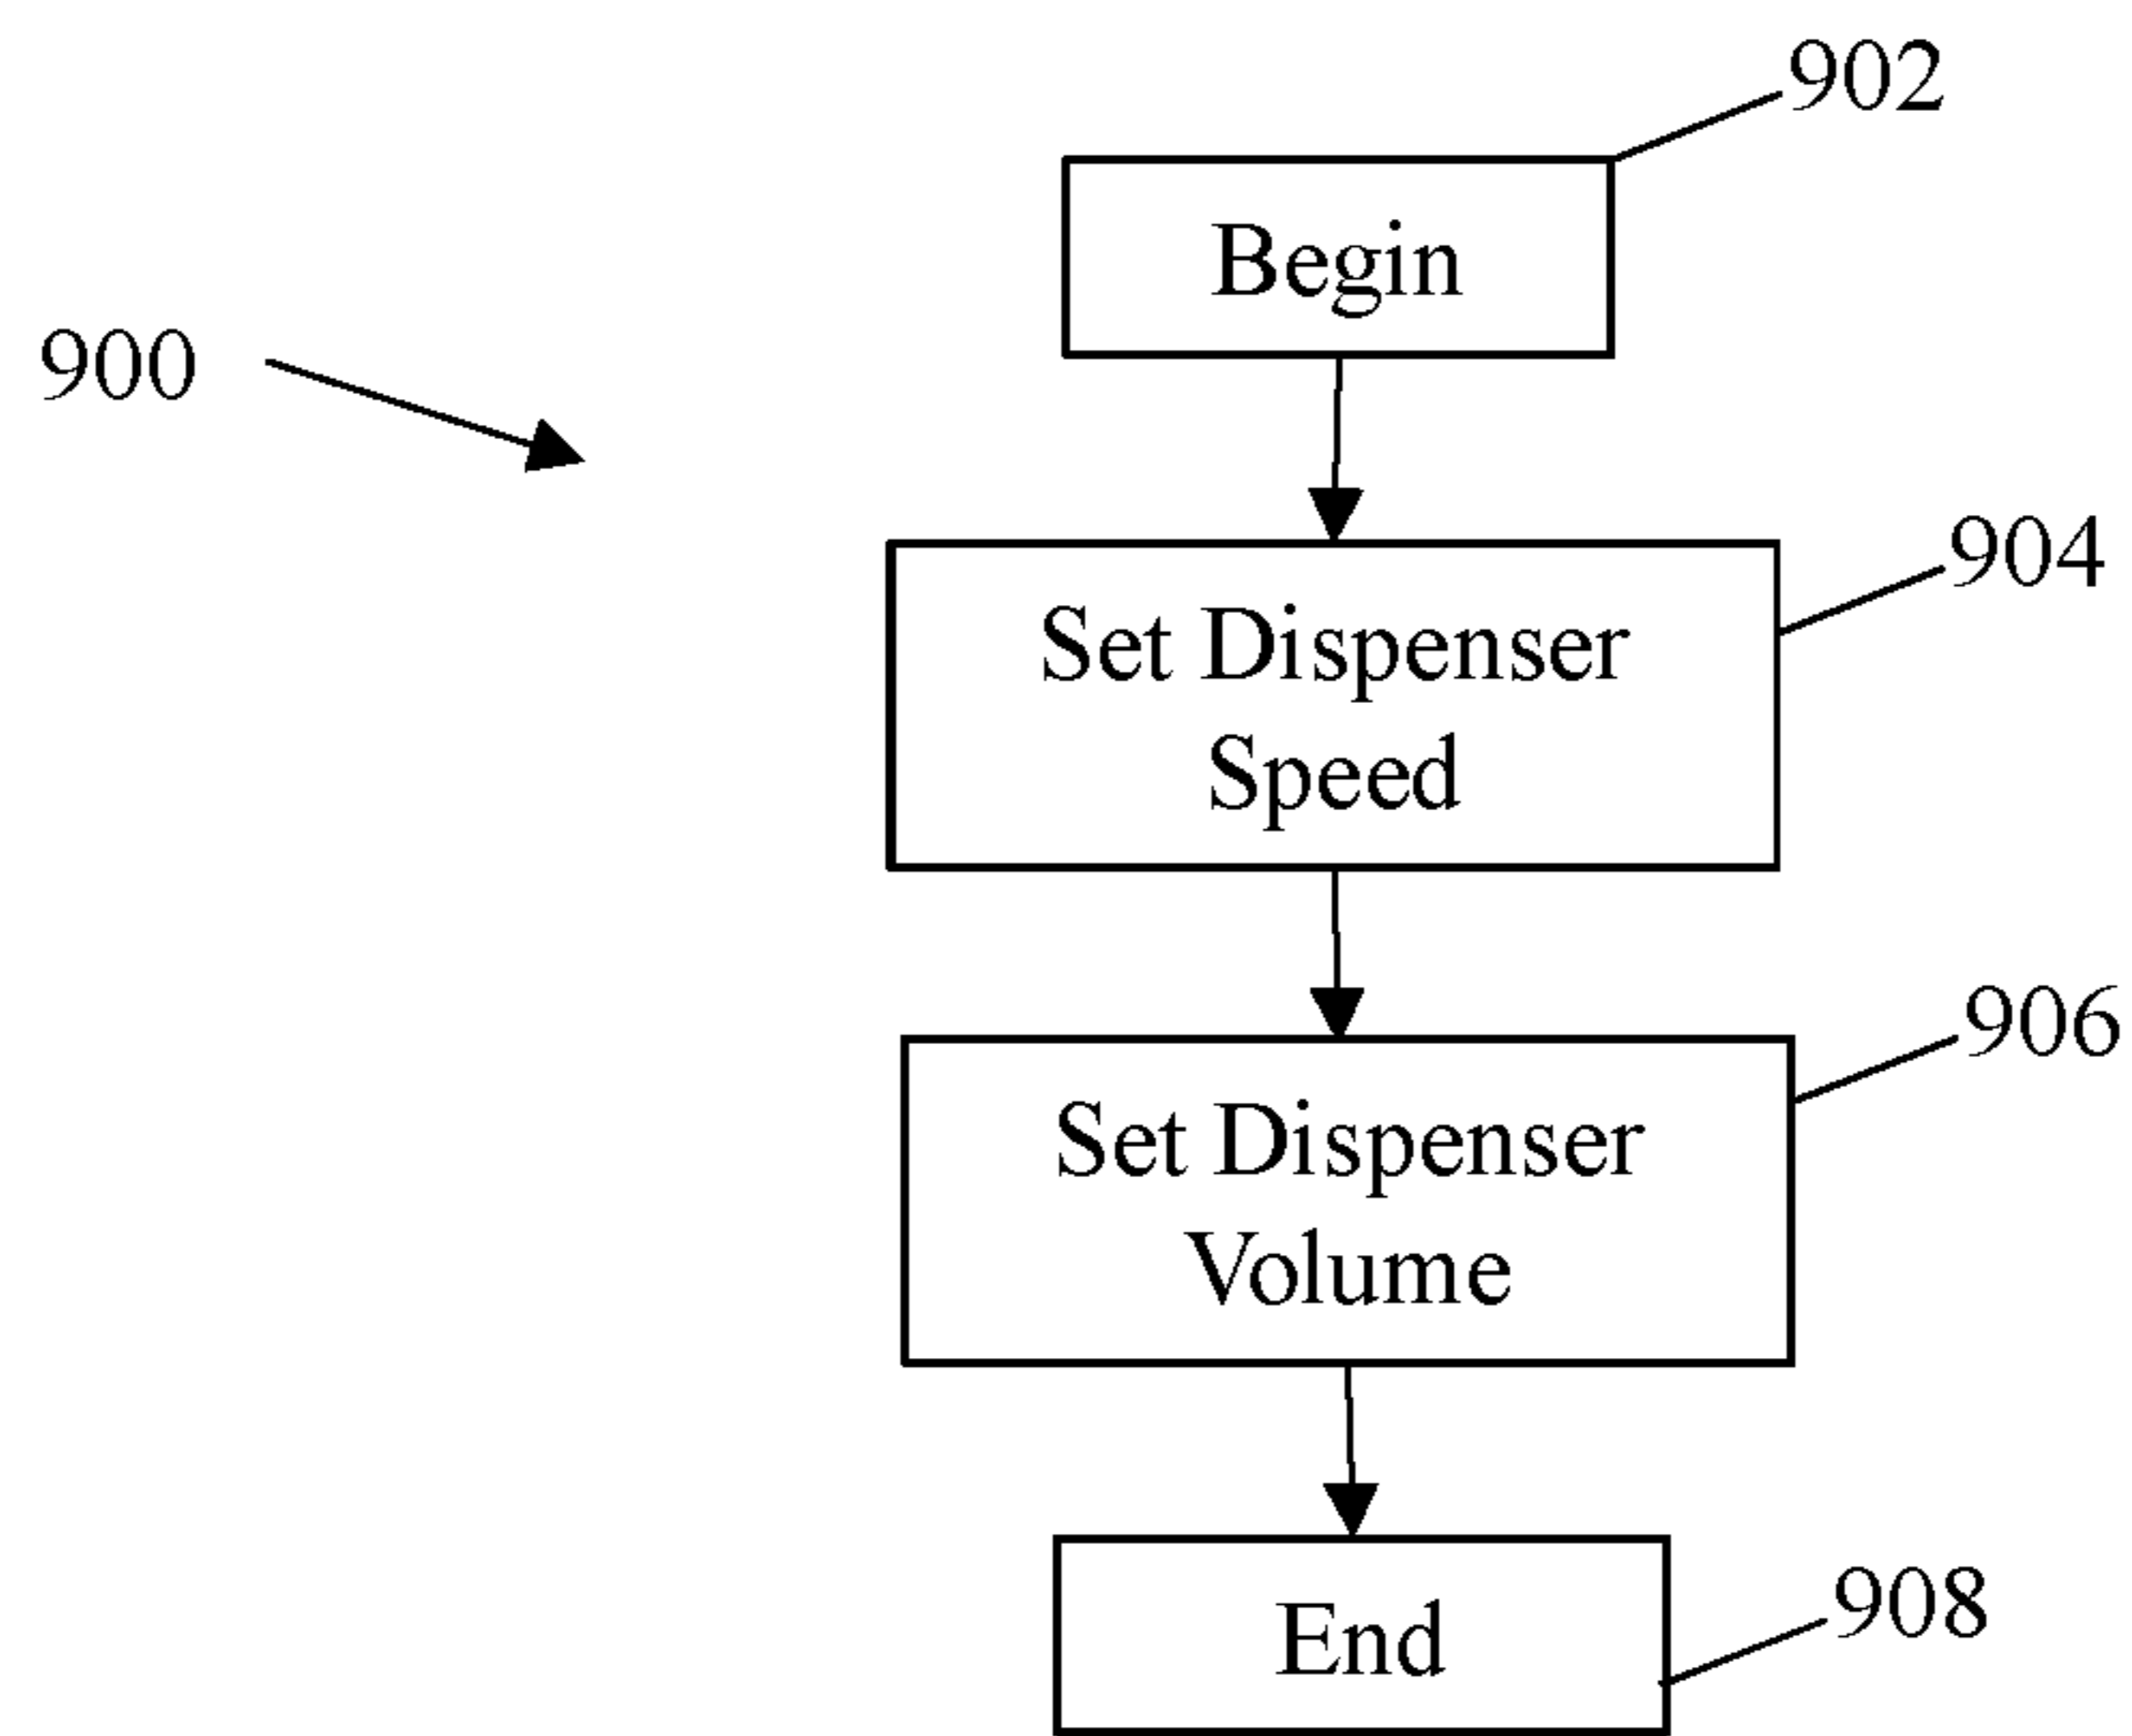 902
Begin
900
904
Set Dispenser
Speed
906
Set Dispenser
Volume
908
End